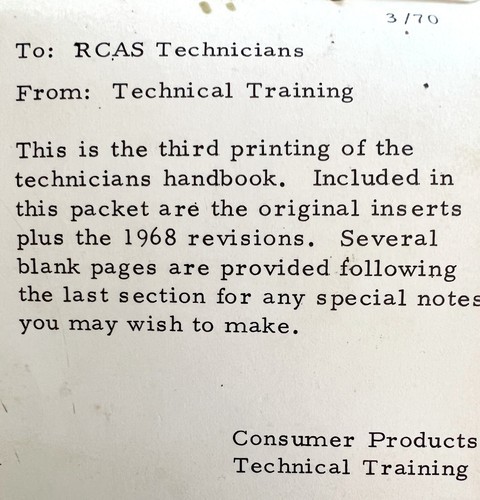 3/70
To: RCAS Technicians
From: Technical Training
This is the third printing of the
technicians handbook. Included in
this packet are the original inserts
plus the 1968 revisions. Several
blank pages are provided following
the last section for any special notes
you may wish to make.
Consumer Products
Technical Training